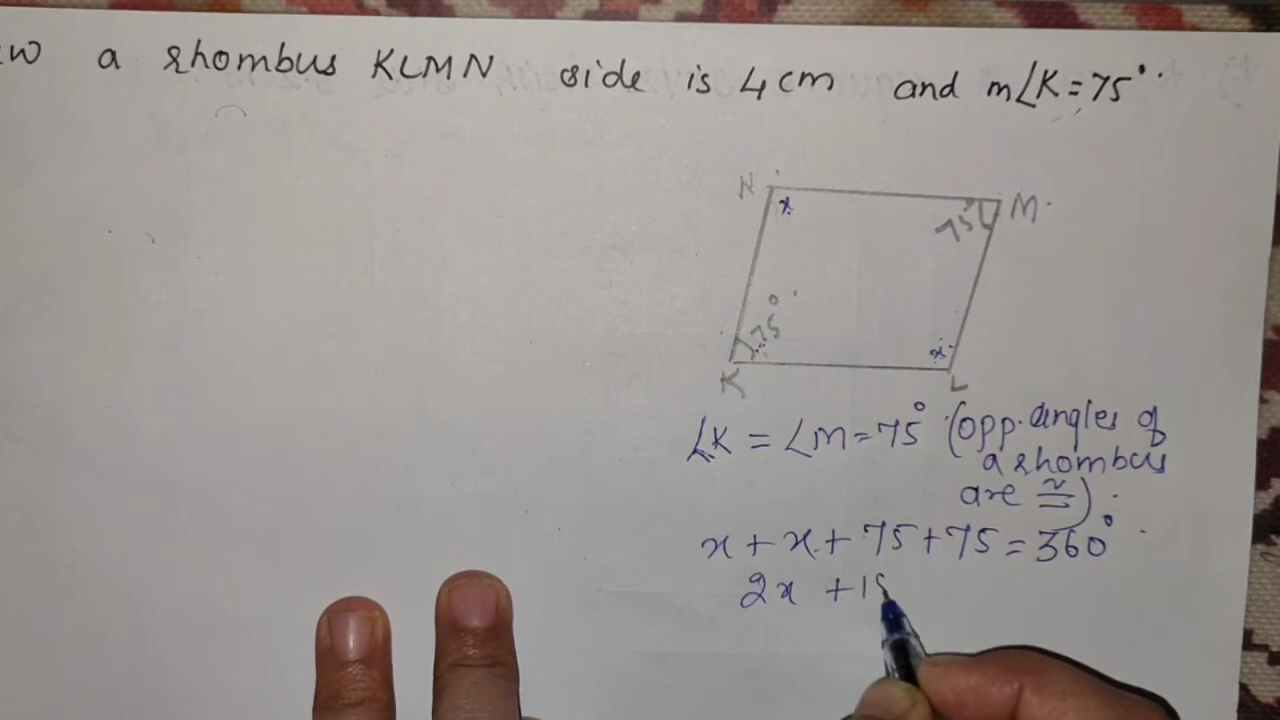 w a rhombus KLMN side is 4 cm and m∠K = 75°.
N
x
75°
M
75°
x
K
L
∠K = ∠M = 75° (opp. angles of
a rhombus
are ≅).
x + x + 75 + 75 = 360°
2x + 15